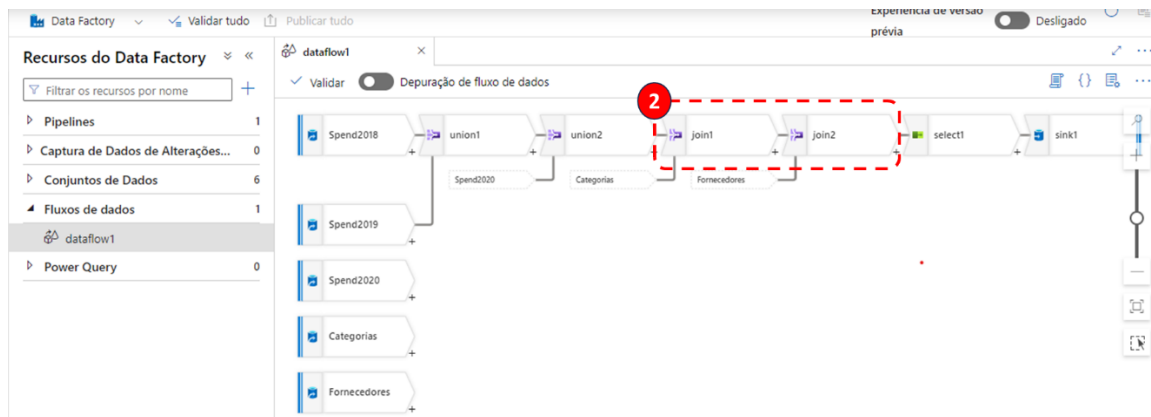 Data Factory
Validar tudo
Publicar tudo
Experiência de versão
prévia
Desligado
Recursos do Data Factory
Filtrar os recursos por nome
Pipelines 1
Captura de Dados de Alterações... 0
Conjuntos de Dados 6
Fluxos de dados 1
dataflow1
Power Query 0
dataflow1
Validar
Depuração de fluxo de dados
2
Spend2018
union1
union2
join1
join2
select1
sink1
Spend2020
Categorias
Fornecedores
Spend2019
Spend2020
Categorias
Fornecedores